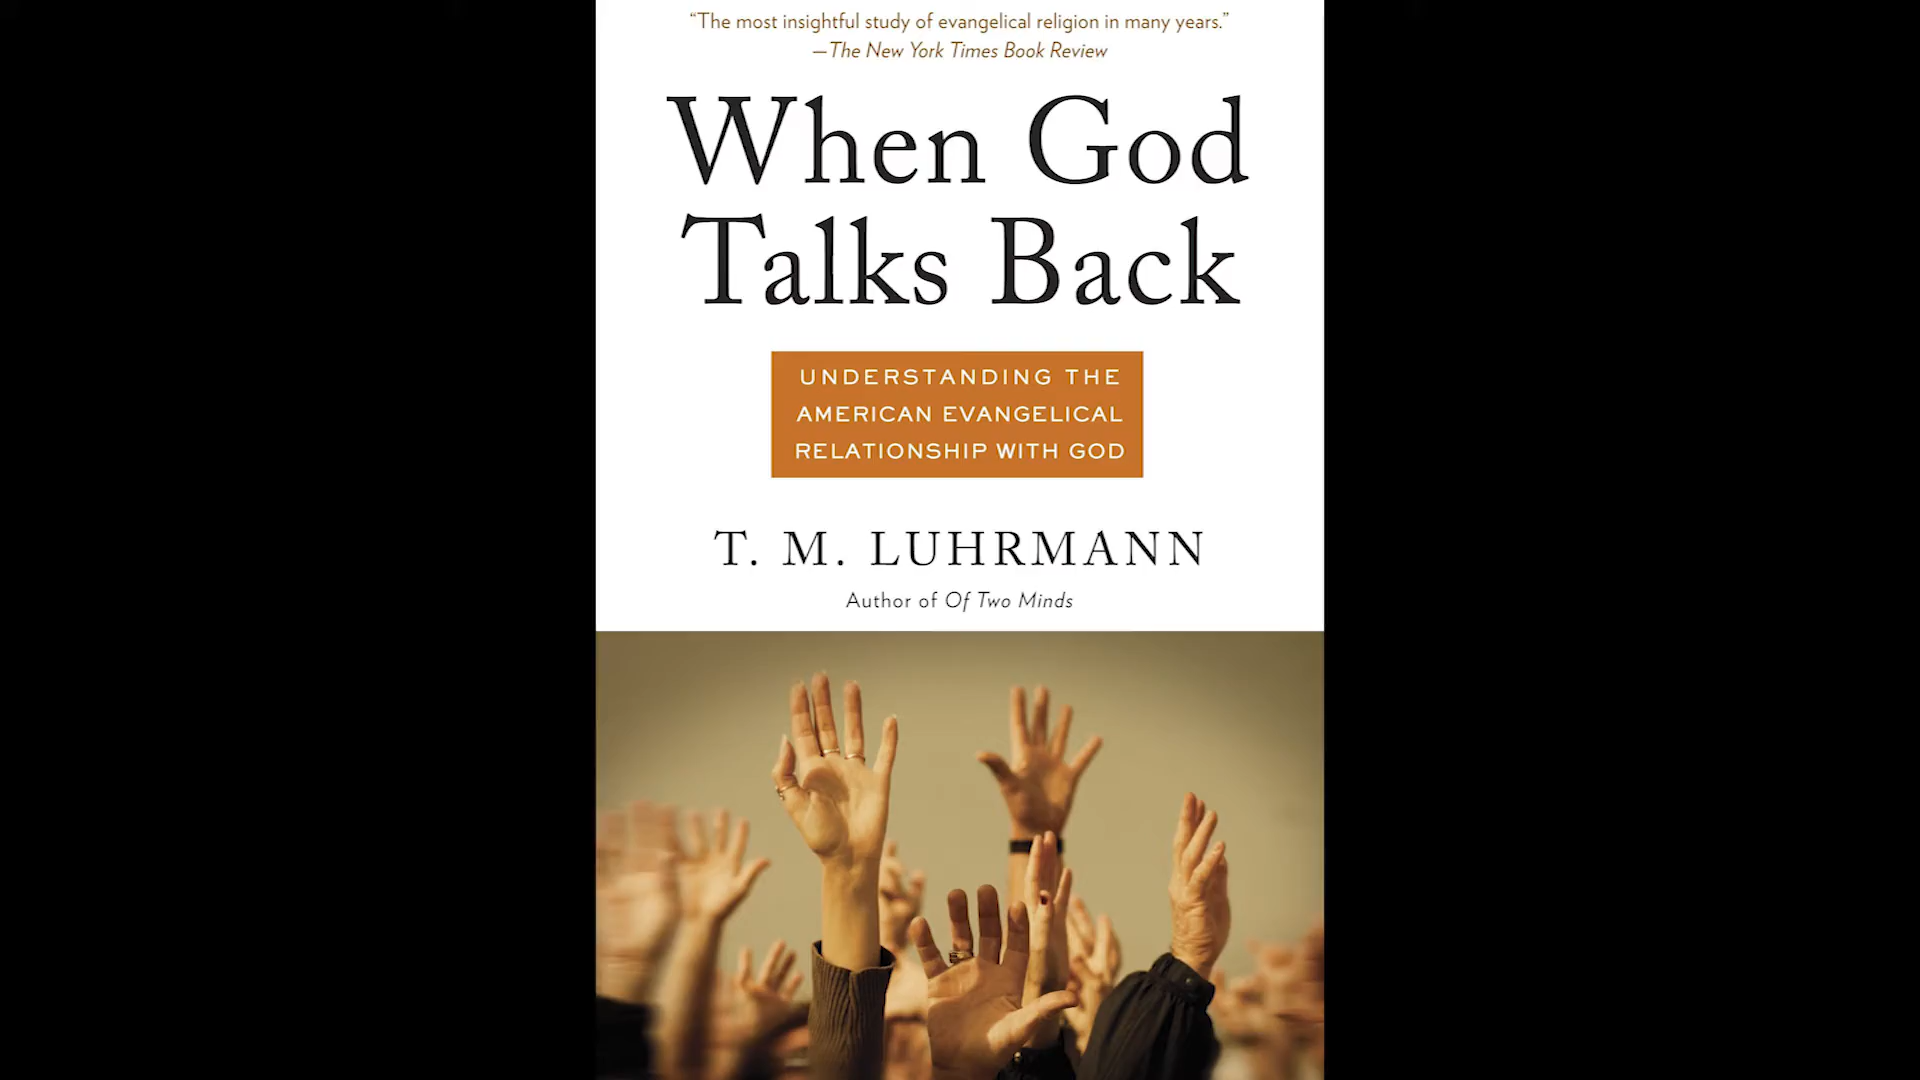 “The most insightful study of evangelical religion in many years.”
—The New York Times Book Review
When God
Talks Back
UNDERSTANDING THE
AMERICAN EVANGELICAL
RELATIONSHIP WITH GOD
T. M. LUHRMANN
Author of Of Two Minds